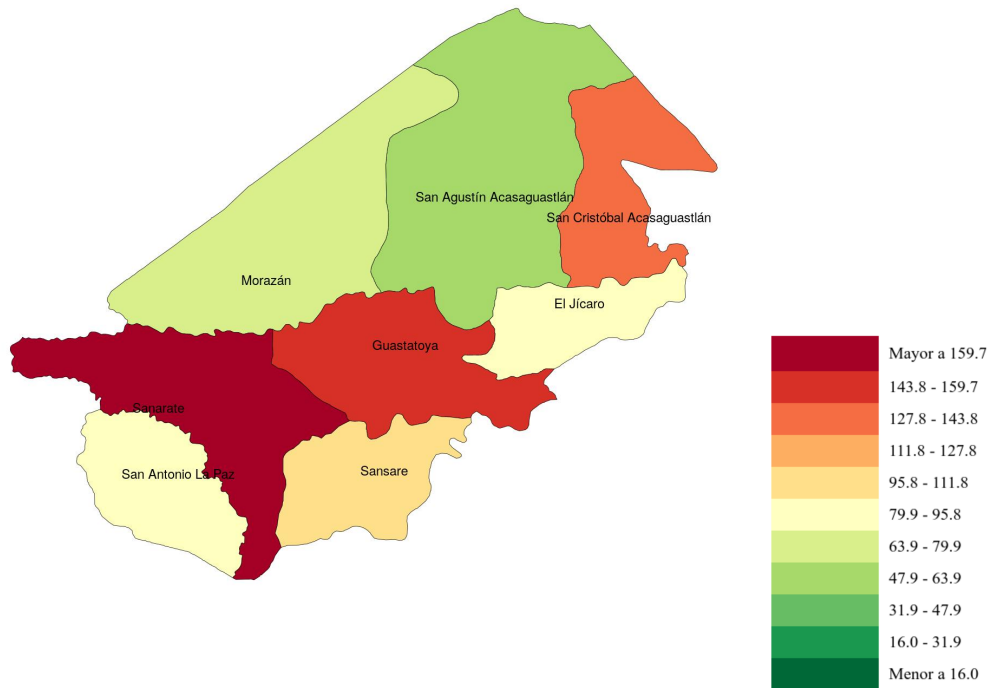 San Agustín Acasaguastlán
San Cristóbal Acasaguastlán
Morazán
El Jícaro
Guastatoya
Sanarate
San Antonio La Paz
Sansare
Mayor a 159.7
143.8 - 159.7
127.8 - 143.8
111.8 - 127.8
95.8 - 111.8
79.9 - 95.8
63.9 - 79.9
47.9 - 63.9
31.9 - 47.9
16.0 - 31.9
Menor a 16.0